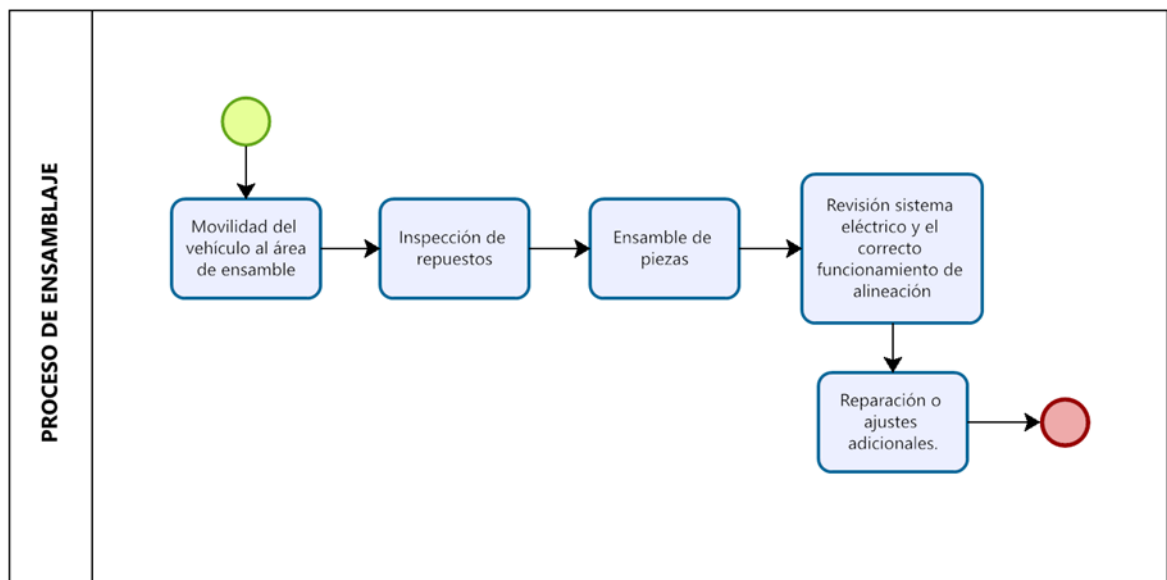 PROCESO DE ENSAMBLAJE
Movilidad del
vehículo al área
de ensamble
Inspección de
repuestos
Ensamble de
piezas
Revisión sistema
eléctrico y el
correcto
funcionamiento de
alineación
Reparación o
ajustes
adicionales.